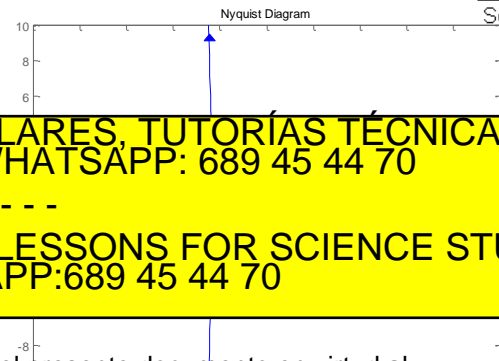 Nyquist Diagram
10
8
6
LARES, TUTORÍAS TÉCNICA
WHATSAPP: 689 45 44 70
- - -
LESSONS FOR SCIENCE STU
APP:689 45 44 70
-8